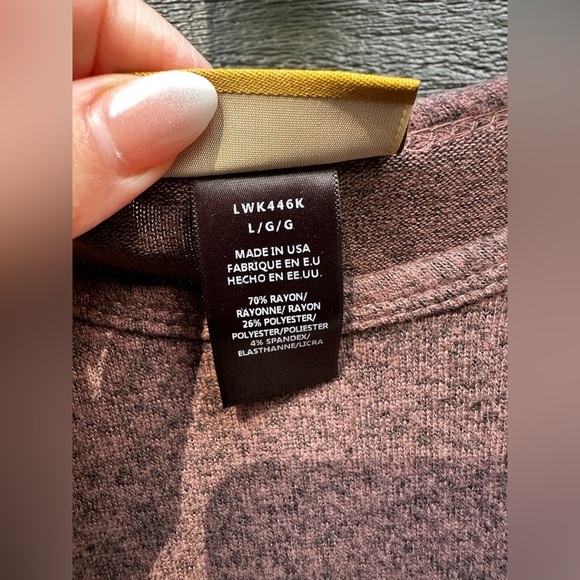 LWK446K
L/G/G
MADE IN USA
FABRIQUE EN E.U
HECHO EN EE.UU.
70% RAYON/
RAYONNE/ RAYON
26% POLYESTER/
POLYESTER/POLIESTER
4% SPANDEX/
ELASTHANNE/LICRA